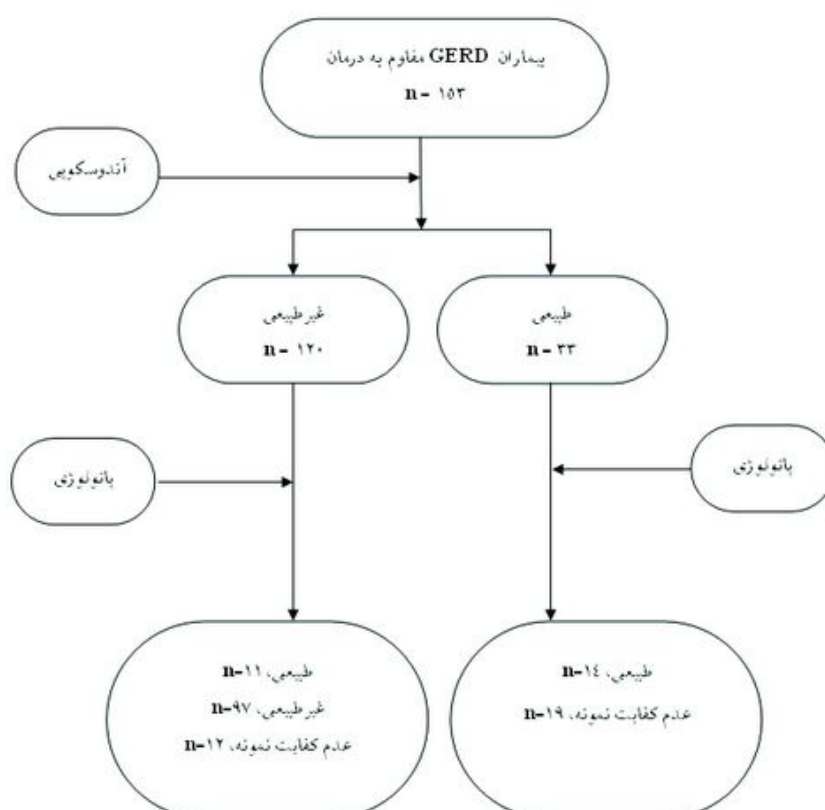 بیماران GERD مقاوم به درمان
n = ۱۵۳
آندوسکوپی
طبیعی
n = ۳۳
غیرطبیعی
n = ۱۲۰
پاتولوژی
پاتولوژی
طبیعی، n=۱٤
عدم کفایت نمونه، n=۱۹
طبیعی، n=۱۱
غیرطبیعی، n=۹۷
عدم کفایت نمونه، n=۱۲